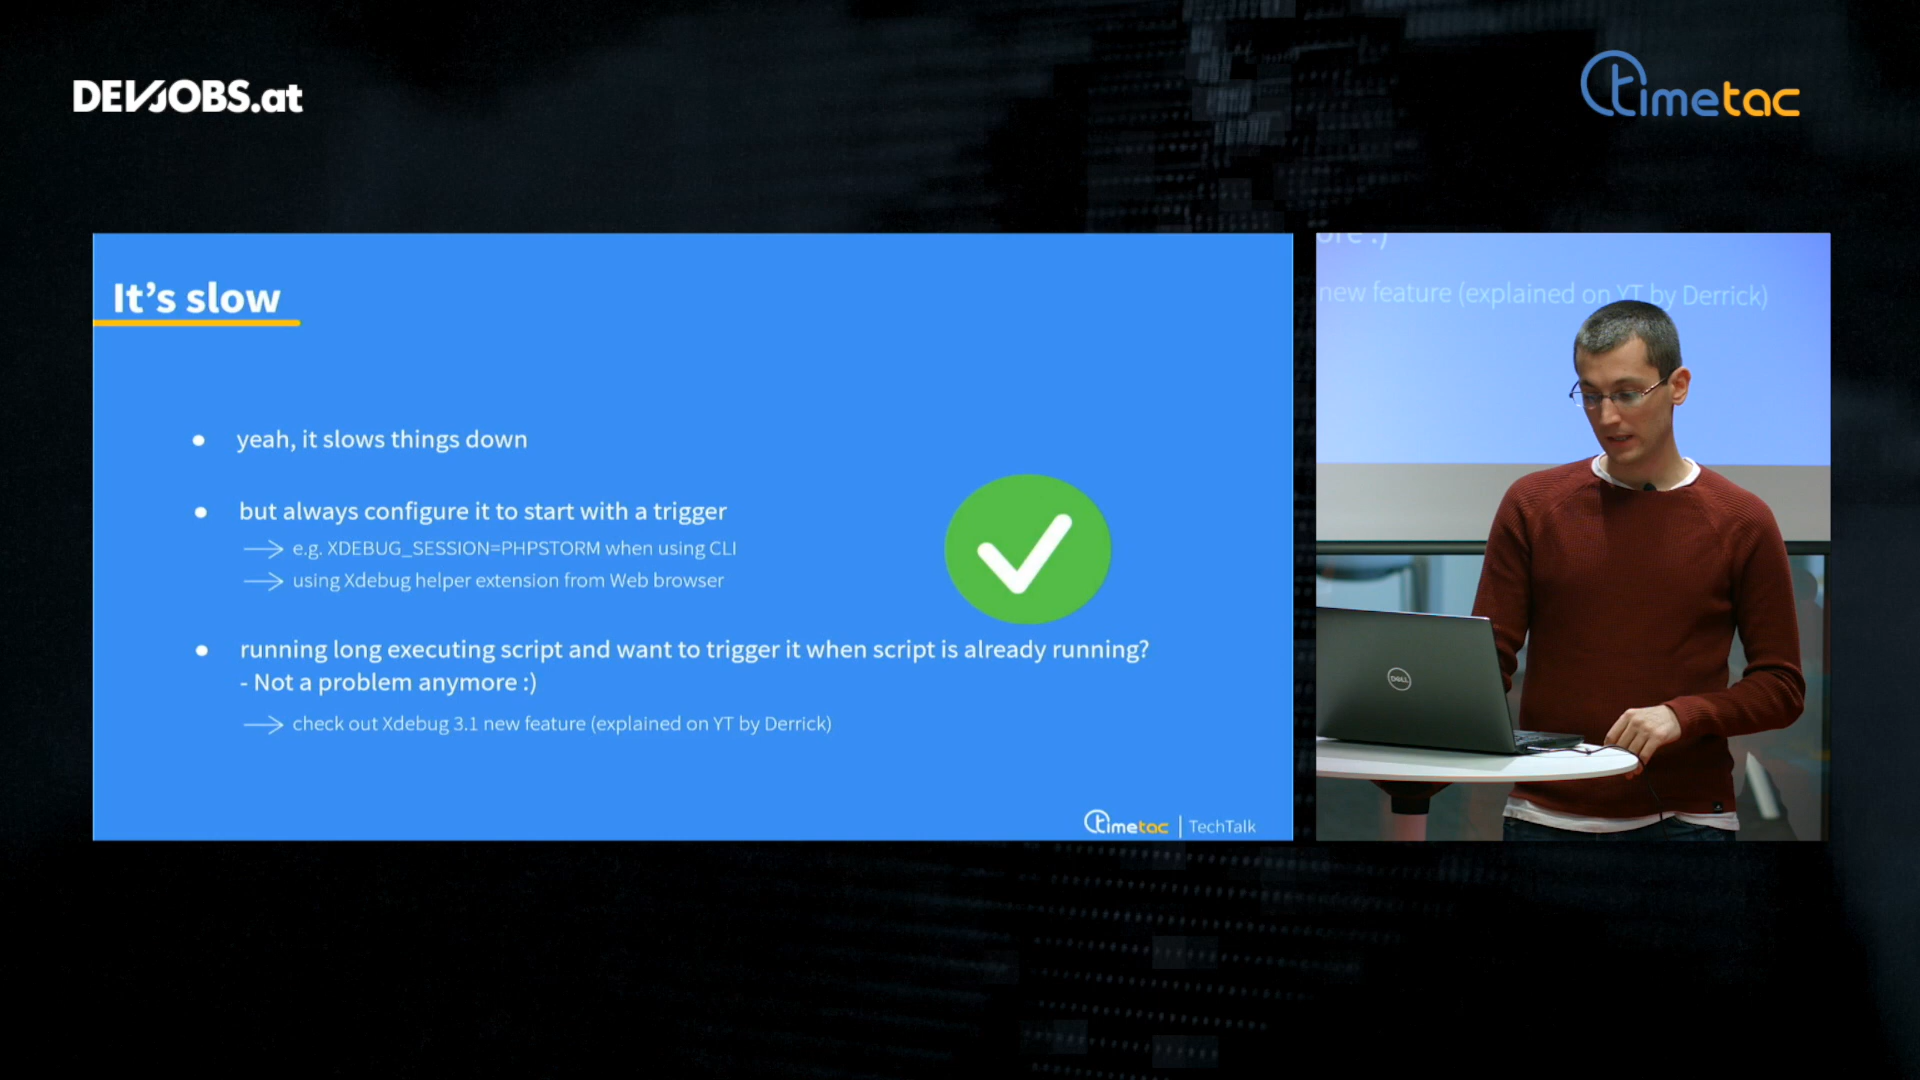 DEVJOBS.at
timetac
It's slow
yeah, it slows things down
but always configure it to start with a trigger
e.g. XDEBUG_SESSION=PHPSTORM when using CLI
using Xdebug helper extension from Web browser
running long executing script and want to trigger it when script is already running?
- Not a problem anymore :)
check out Xdebug 3.1 new feature (explained on YT by Derrick)
timetac | TechTalk
ore :)
new feature (explained on YT by Derrick)
DELL